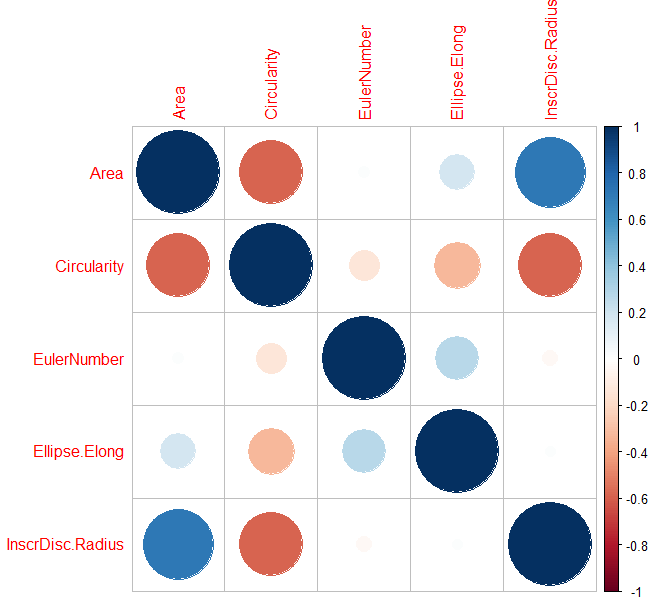 Area
Circularity
EulerNumber
Ellipse.Elong
InscrDisc.Radius
Area
Circularity
EulerNumber
Ellipse.Elong
InscrDisc.Radius
1
0.8
0.6
0.4
0.2
0
-0.2
-0.4
-0.6
-0.8
-1